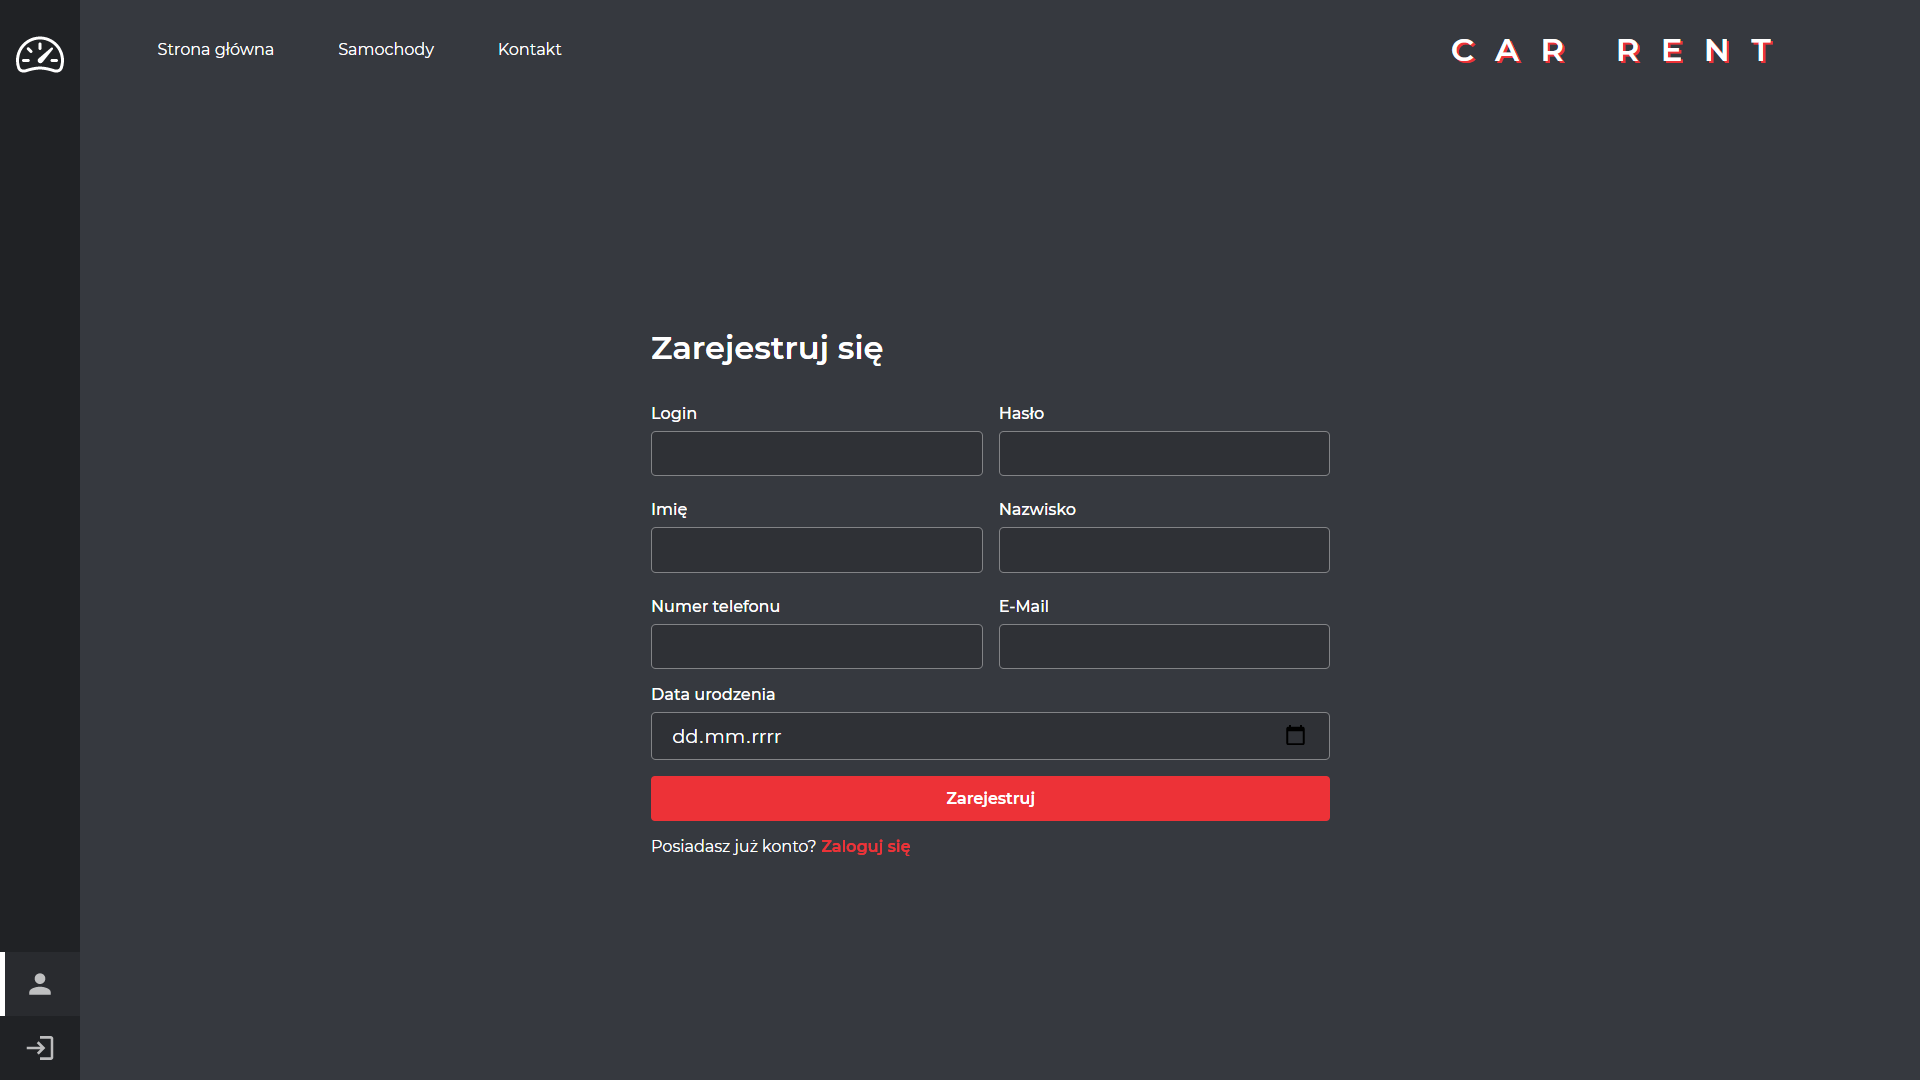 Strona główna
Samochody
Kontakt
CAR RENT
Zarejestruj się
Login
Hasło
Imię
Nazwisko
Numer telefonu
E-Mail
Data urodzenia
dd.mm.rrrr
Zarejestruj
Posiadasz już konto? Zaloguj się